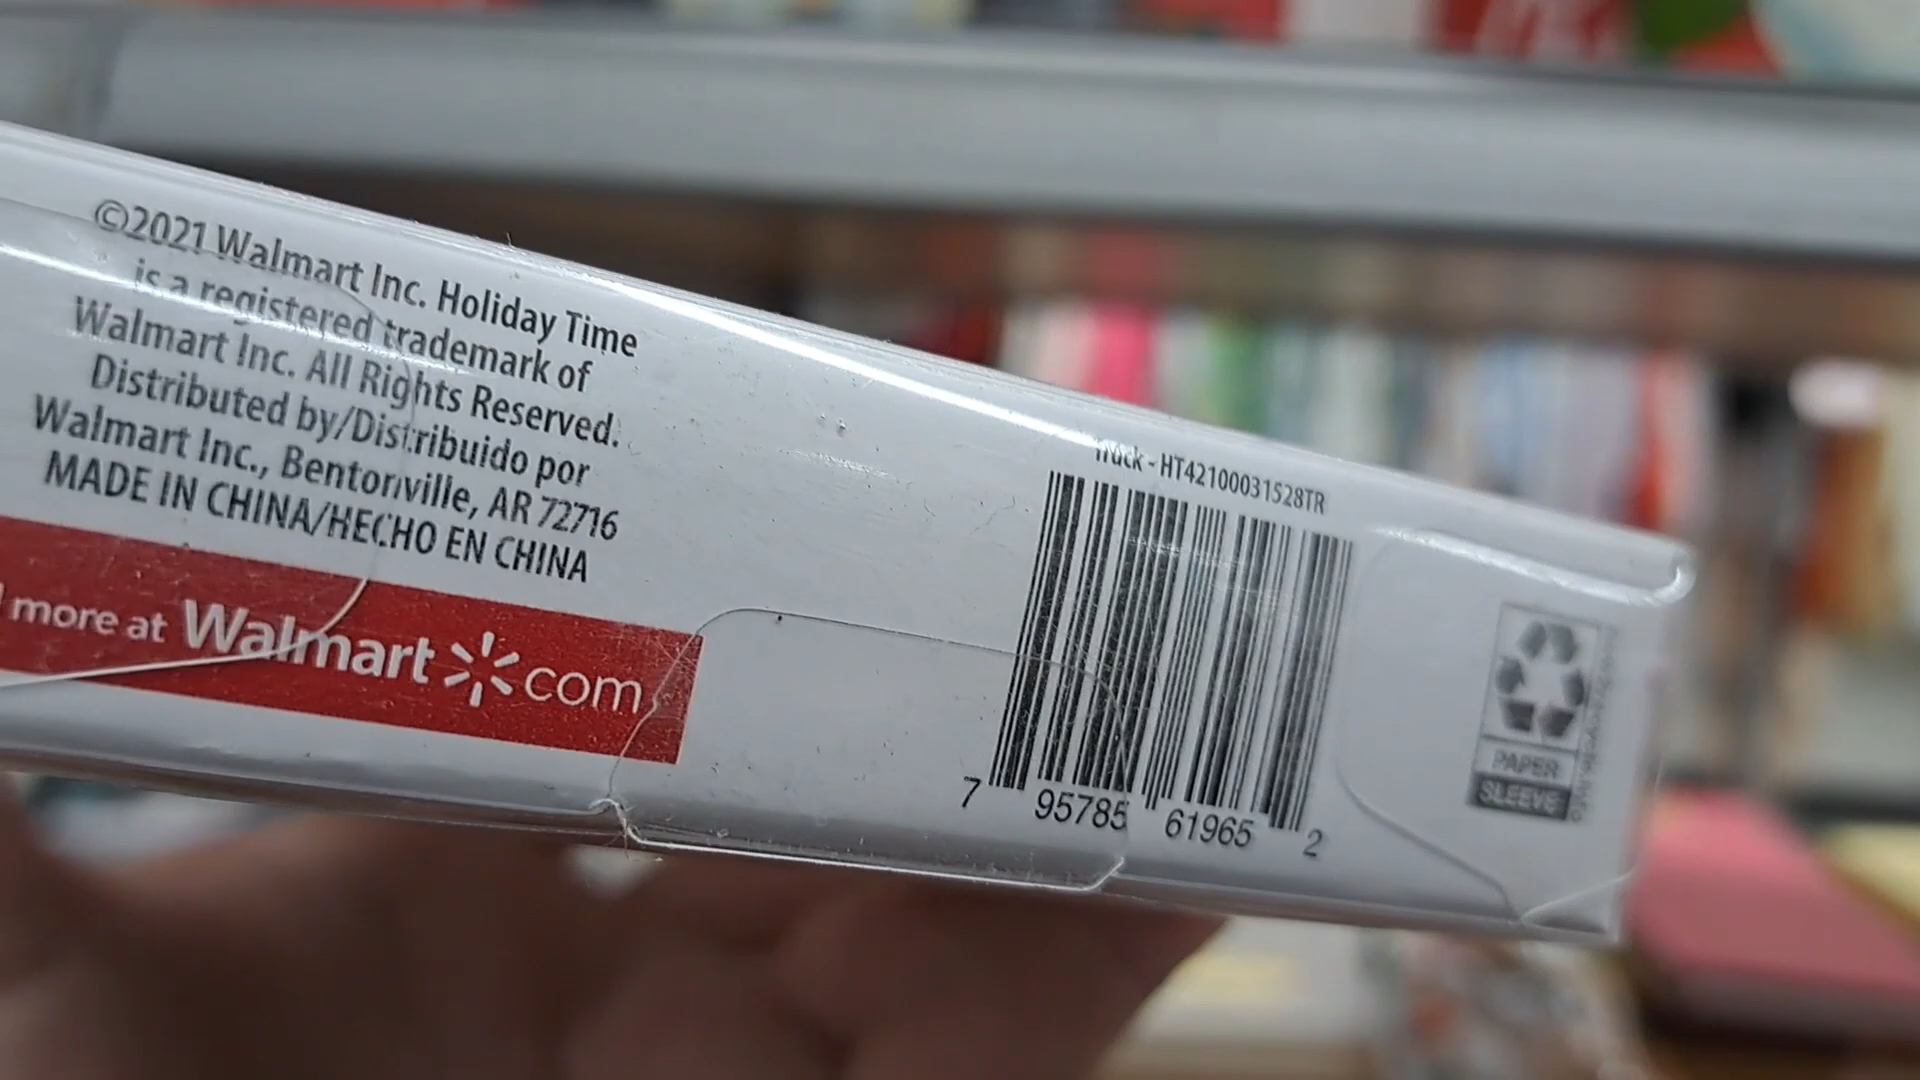 ©2021 Walmart Inc. Holiday Time
is a registered trademark of
Walmart Inc. All Rights Reserved.
Distributed by/Distribuido por
Walmart Inc., Bentonville, AR 72716
MADE IN CHINA/HECHO EN CHINA
more at Walmart com
Truck - HT42100031528TR
7 95785 61965 2
PAPER
SLEEVE